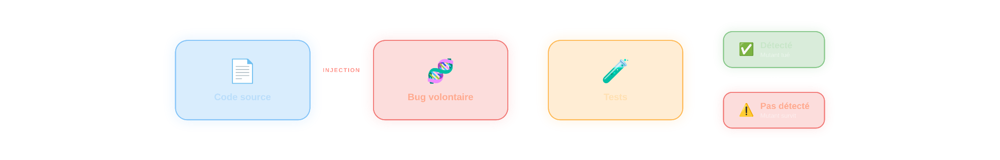 Code source
INJECTION
Bug volontaire
Tests
Détecté
Mutant tué
Pas détecté
Mutant survit